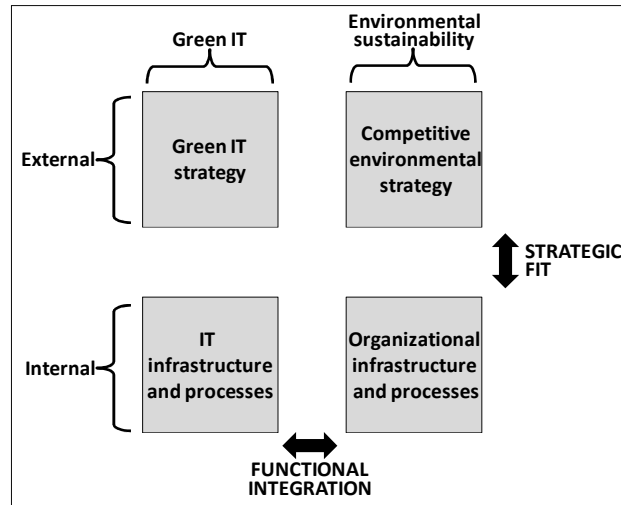 Green IT
Environmental
sustainability
External
Green IT
strategy
Competitive
environmental
strategy
STRATEGIC
FIT
Internal
IT
infrastructure
and processes
Organizational
infrastructure
and processes
FUNCTIONAL
INTEGRATION